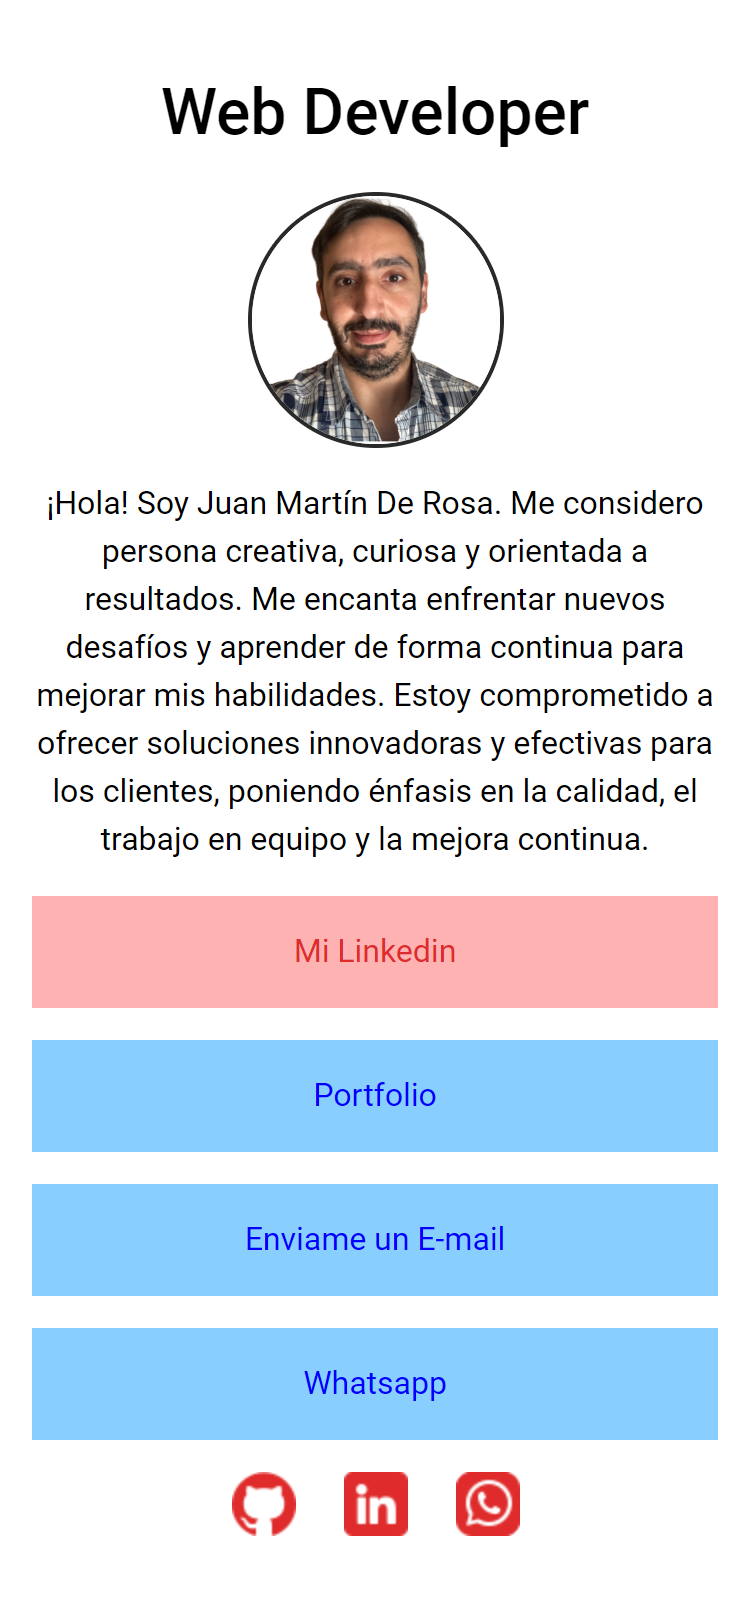 Web Developer
¡Hola! Soy Juan Martín De Rosa. Me considero
persona creativa, curiosa y orientada a
resultados. Me encanta enfrentar nuevos
desafíos y aprender de forma continua para
mejorar mis habilidades. Estoy comprometido a
ofrecer soluciones innovadoras y efectivas para
los clientes, poniendo énfasis en la calidad, el
trabajo en equipo y la mejora continua.
Mi Linkedin
Portfolio
Enviame un E-mail
Whatsapp
in